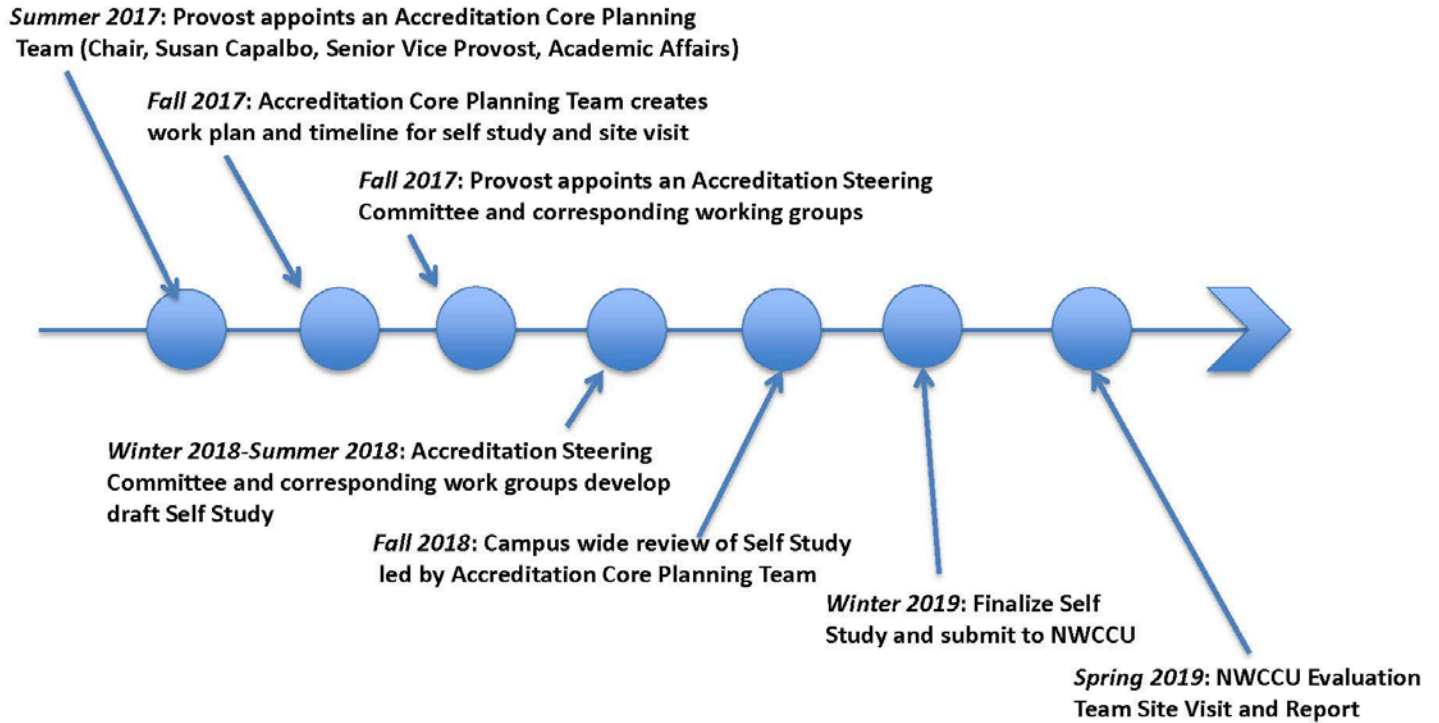 Summer 2017: Provost appoints an Accreditation Core Planning
Team (Chair, Susan Capalbo, Senior Vice Provost, Academic Affairs)
Fall 2017: Accreditation Core Planning Team creates
work plan and timeline for self study and site visit
Fall 2017: Provost appoints an Accreditation Steering
Committee and corresponding working groups
Winter 2018-Summer 2018: Accreditation Steering
Committee and corresponding work groups develop
draft Self Study
Fall 2018: Campus wide review of Self Study
led by Accreditation Core Planning Team
Winter 2019: Finalize Self
Study and submit to NWCCU
Spring 2019: NWCCU Evaluation
Team Site Visit and Report